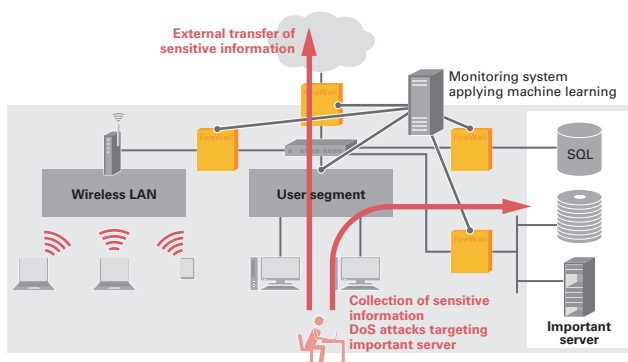 External transfer of
sensitive information
Monitoring system
applying machine learning
FireWall
FireWall
FireWall
SQL
Wireless LAN
User segment
FireWall
Collection of sensitive
information
DoS attacks targeting
important server
Important
server